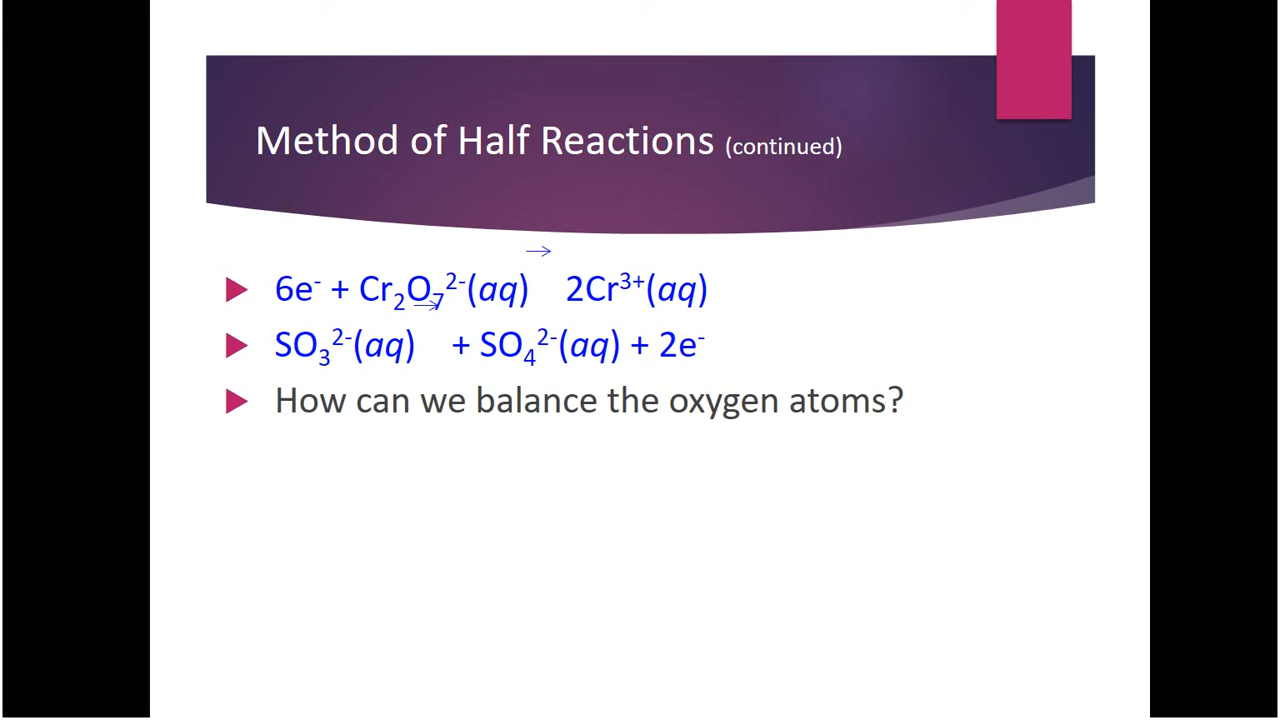 Method of Half Reactions (continued)
6e⁻ + Cr₂O₇²⁻(aq) → 2Cr³⁺(aq)
SO₃²⁻(aq) → + SO₄²⁻(aq) + 2e⁻
How can we balance the oxygen atoms?